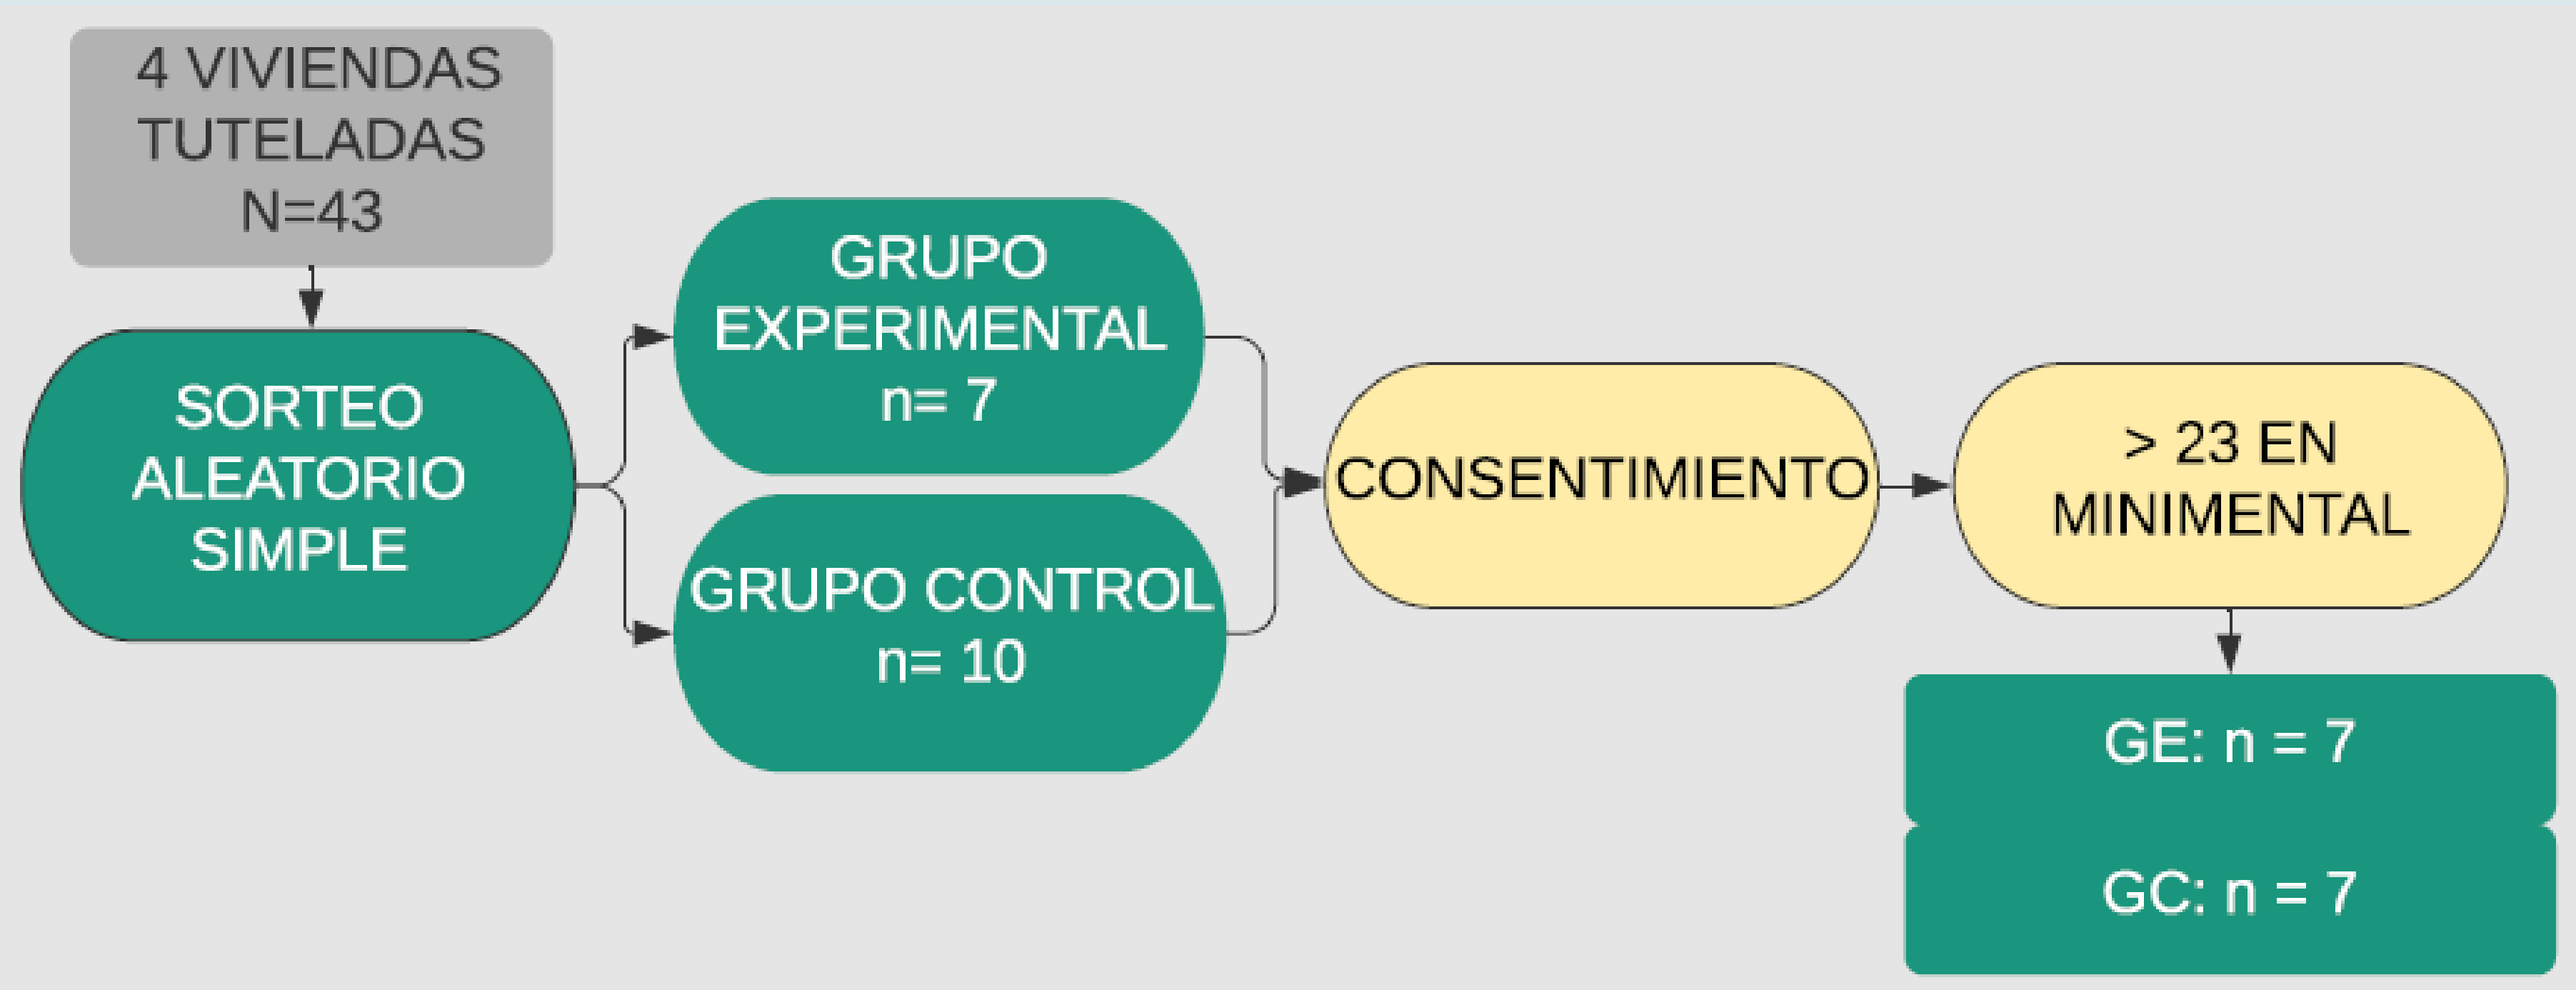 4 VIVIENDAS
TUTELADAS
N=43
SORTEO
ALEATORIO
SIMPLE
GRUPO
EXPERIMENTAL
n= 7
GRUPO CONTROL
n= 10
CONSENTIMIENTO
> 23 EN
MINIMENTAL
GE: n = 7
GC: n = 7